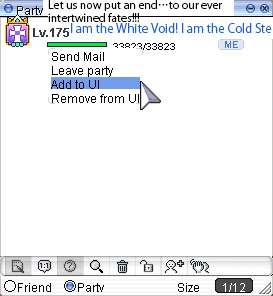 Let us now put an end···to our ever
intertwined fates!!!
Party
I am the White Void! I am the Cold Ste
Lv.175
33823/33823
ME
Send Mail
Leave party
Add to UI
Remove from UI
1:1
Friend
Party
Size
1/12